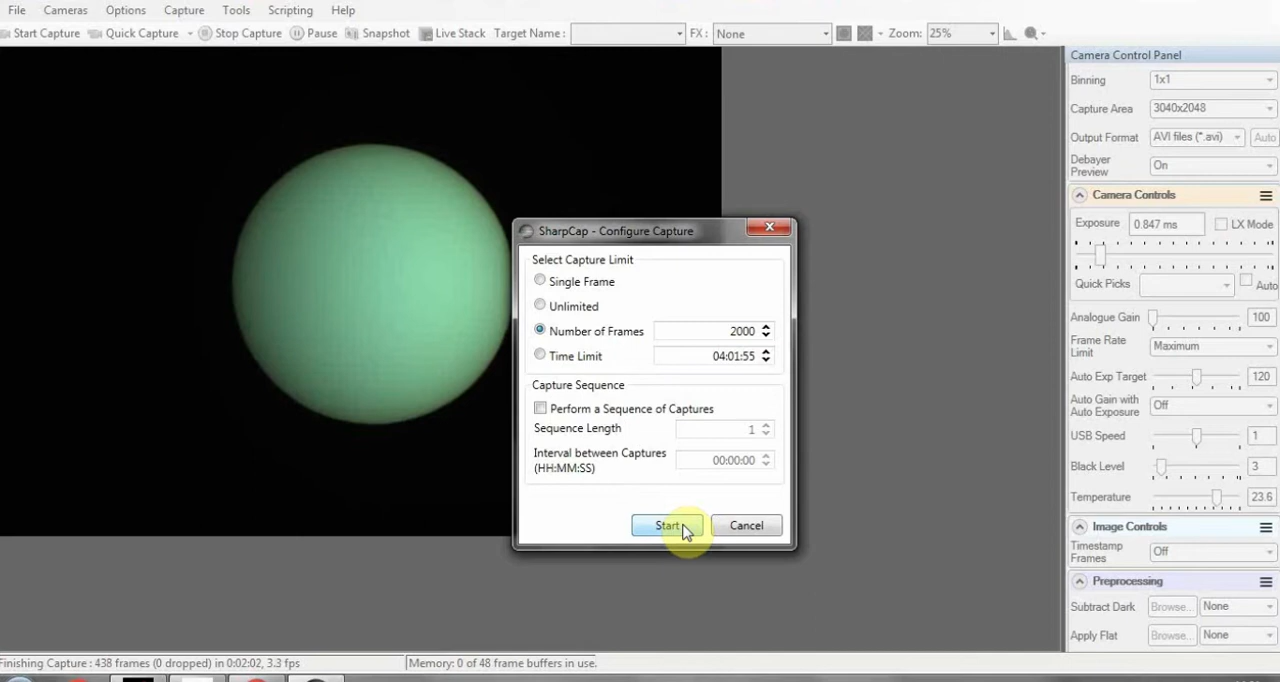 File Cameras Options Capture Tools Scripting Help
Start Capture Quick Capture Stop Capture Pause Snapshot Live Stack Target Name : FX : None Zoom: 25%
Camera Control Panel
Binning 1x1
Capture Area 3040x2048
Output Format AVI files (*.avi) Auto
Debayer Preview On
Camera Controls
Exposure 0.847 ms LX Mode
Quick Picks Auto
Analogue Gain 100
Frame Rate Limit Maximum
Auto Exp Target 120
Auto Gain with Auto Exposure Off
USB Speed 1
Black Level 3
Temperature 23.6
Image Controls
Timestamp Frames Off
Preprocessing
Subtract Dark Browse... None
Apply Flat Browse... None
SharpCap - Configure Capture
Select Capture Limit
Single Frame
Unlimited
Number of Frames 2000
Time Limit 04:01:55
Capture Sequence
Perform a Sequence of Captures
Sequence Length 1
Interval between Captures
(HH:MM:SS) 00:00:00
Start Cancel
Finishing Capture : 438 frames (0 dropped) in 0:02:02, 3.3 fps Memory: 0 of 48 frame buffers in use.